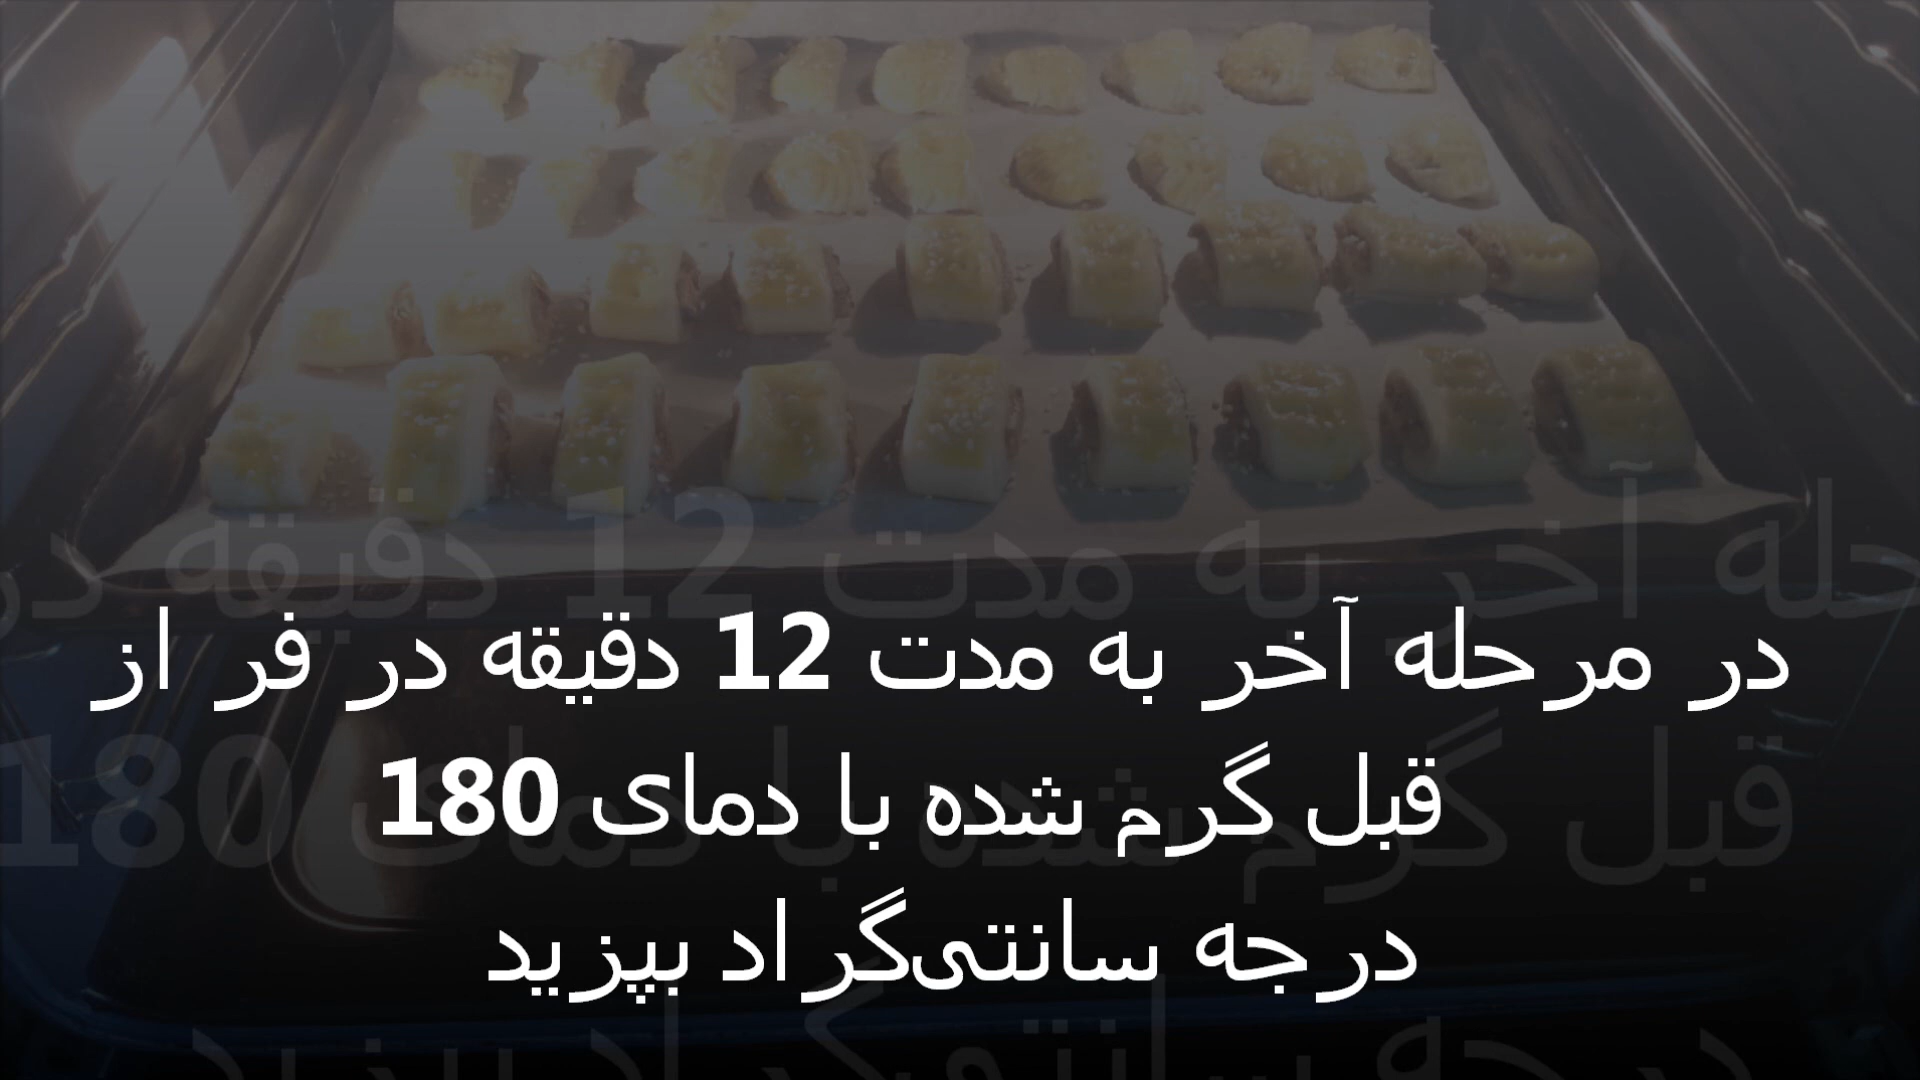 در مرحله آخر به مدت 12 دقیقه در فر از
قبل گرم شده با دمای 180
درجه سانتی‌گراد بپزید